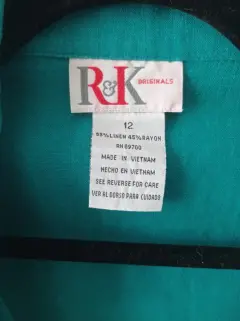 R&K
ORIGINALS
12
55% LINEN 45% RAYON
RN 69700
MADE IN VIETNAM
HECHO EN VIETNAM
SEE REVERSE FOR CARE
VER AL DORSO PARA CUIDADO